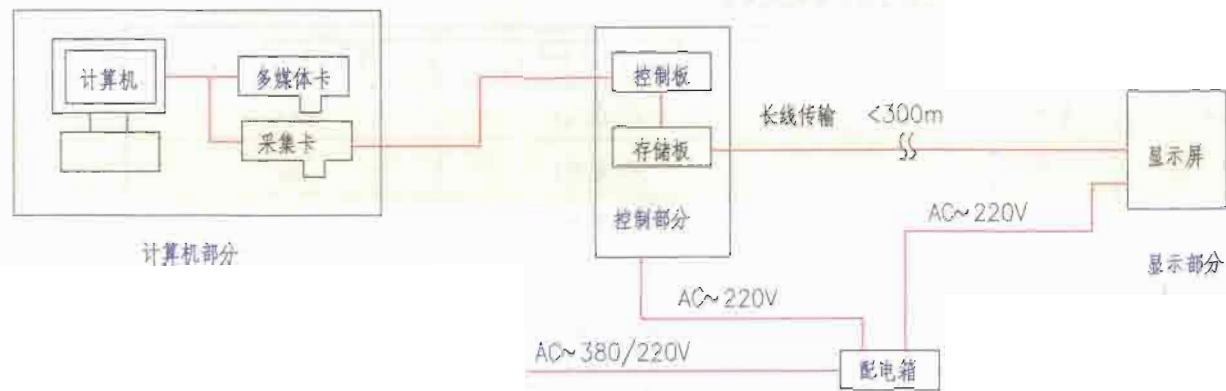 计算机
多媒体卡
采集卡
计算机部分
控制板
存储板
控制部分
长线传输 <300m
显示屏
显示部分
AC~220V
AC~220V
AC~380/220V
配电箱